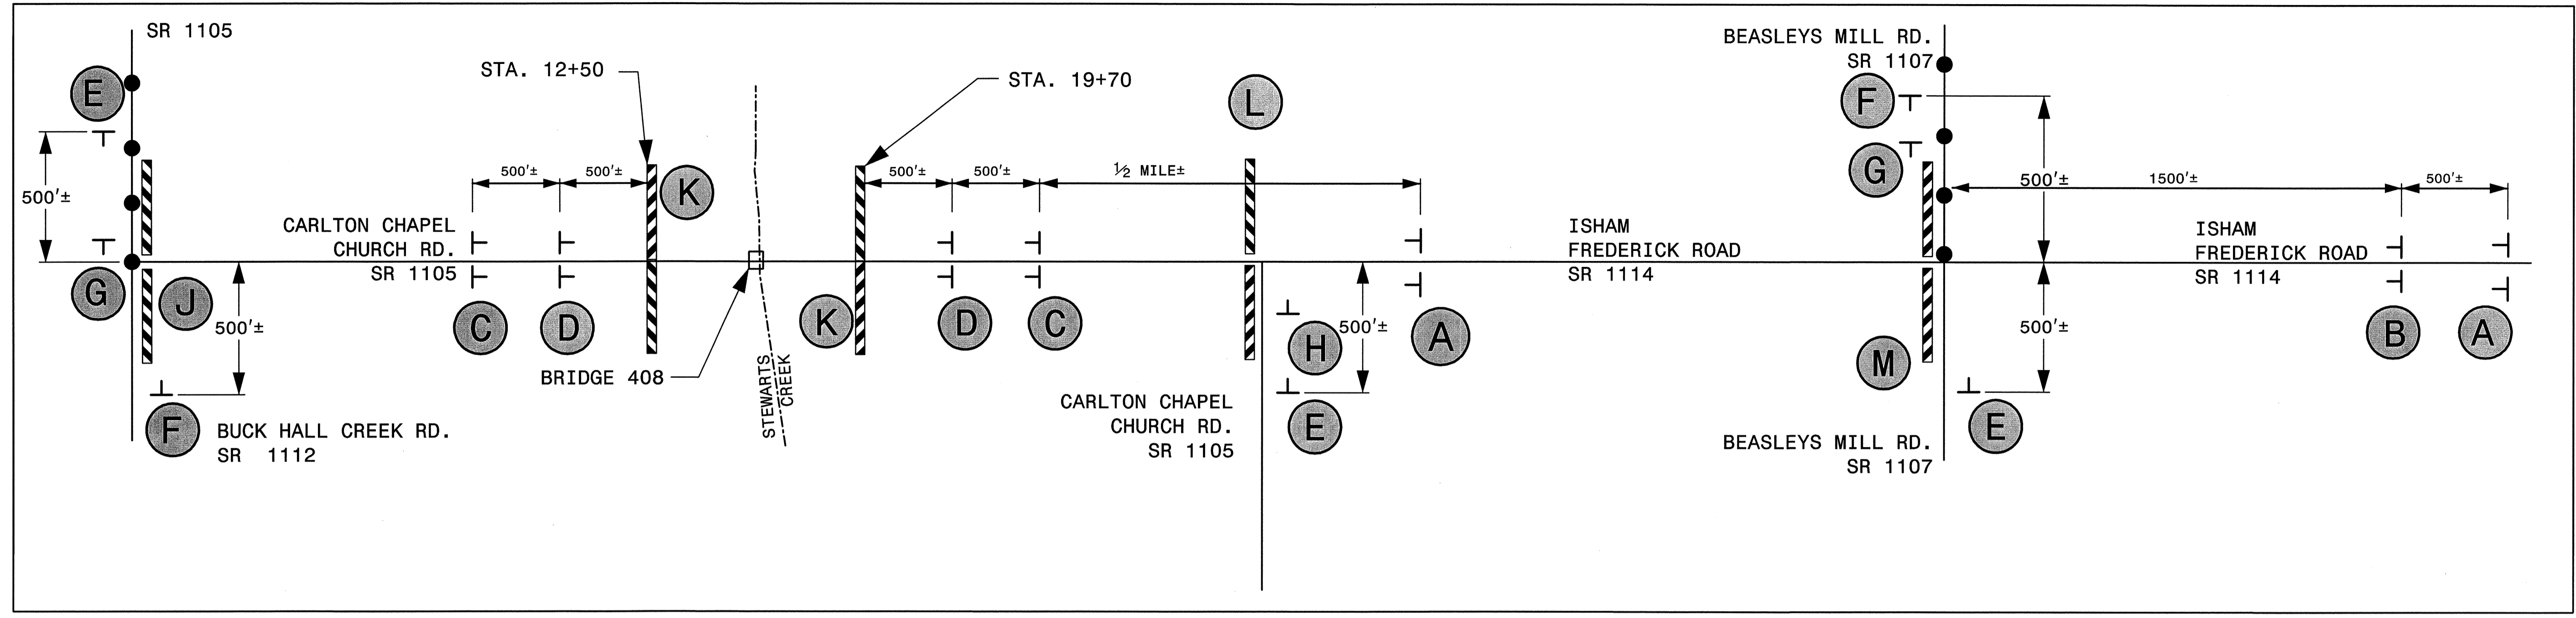 SR 1105
E
500'±
G
J
500'±
F
BUCK HALL CREEK RD.
SR 1112
CARLTON CHAPEL
CHURCH RD.
SR 1105
500'±
500'±
C
D
STA. 12+50
K
BRIDGE 408
STEWARTS
CREEK
STA. 19+70
K
500'±
500'±
1/2 MILE±
D
C
L
H
500'±
E
A
CARLTON CHAPEL
CHURCH RD.
SR 1105
ISHAM
FREDERICK ROAD
SR 1114
BEASLEYS MILL RD.
SR 1107
F
G
500'±
1500'±
500'±
M
500'±
E
BEASLEYS MILL RD.
SR 1107
ISHAM
FREDERICK ROAD
SR 1114
B
A